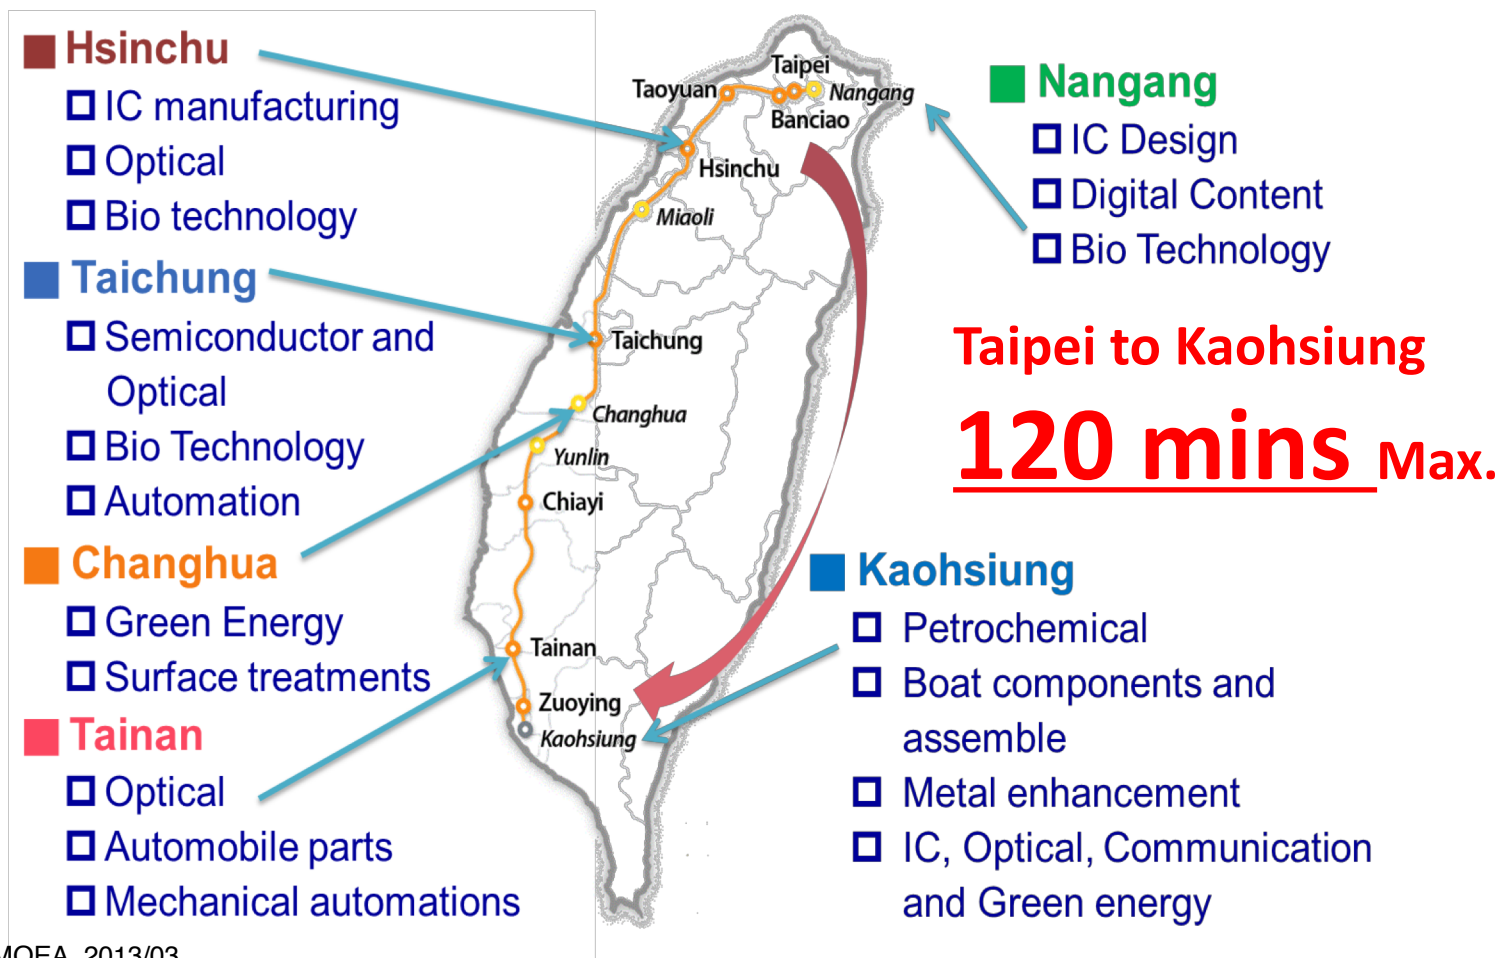 Hsinchu
IC manufacturing
Optical
Bio technology
Taichung
Semiconductor and
Optical
Bio Technology
Automation
Changhua
Green Energy
Surface treatments
Tainan
Optical
Automobile parts
Mechanical automations
MOEA, 2013/03
Taipei
Taoyuan
Nangang
Banciao
Hsinchu
Miaoli
Taichung
Changhua
Yunlin
Chiayi
Tainan
Zuoying
Kaohsiung
Nangang
IC Design
Digital Content
Bio Technology
Taipei to Kaohsiung
120 mins Max.
Kaohsiung
Petrochemical
Boat components and
assemble
Metal enhancement
IC, Optical, Communication
and Green energy